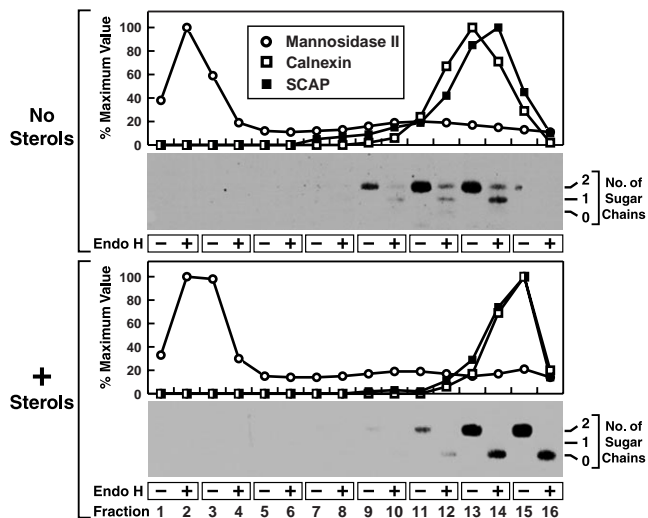 No
Sterols
% Maximum Value
100
80
60
40
20
0
Mannosidase II
Calnexin
SCAP
2
1
0
No. of
Sugar
Chains
Endo H − + − + − + − + − + − + − + − +
+
Sterols
% Maximum Value
100
80
60
40
20
0
2
1
0
No. of
Sugar
Chains
Endo H − + − + − + − + − + − + − + − +
Fraction 1 2 3 4 5 6 7 8 9 10 11 12 13 14 15 16